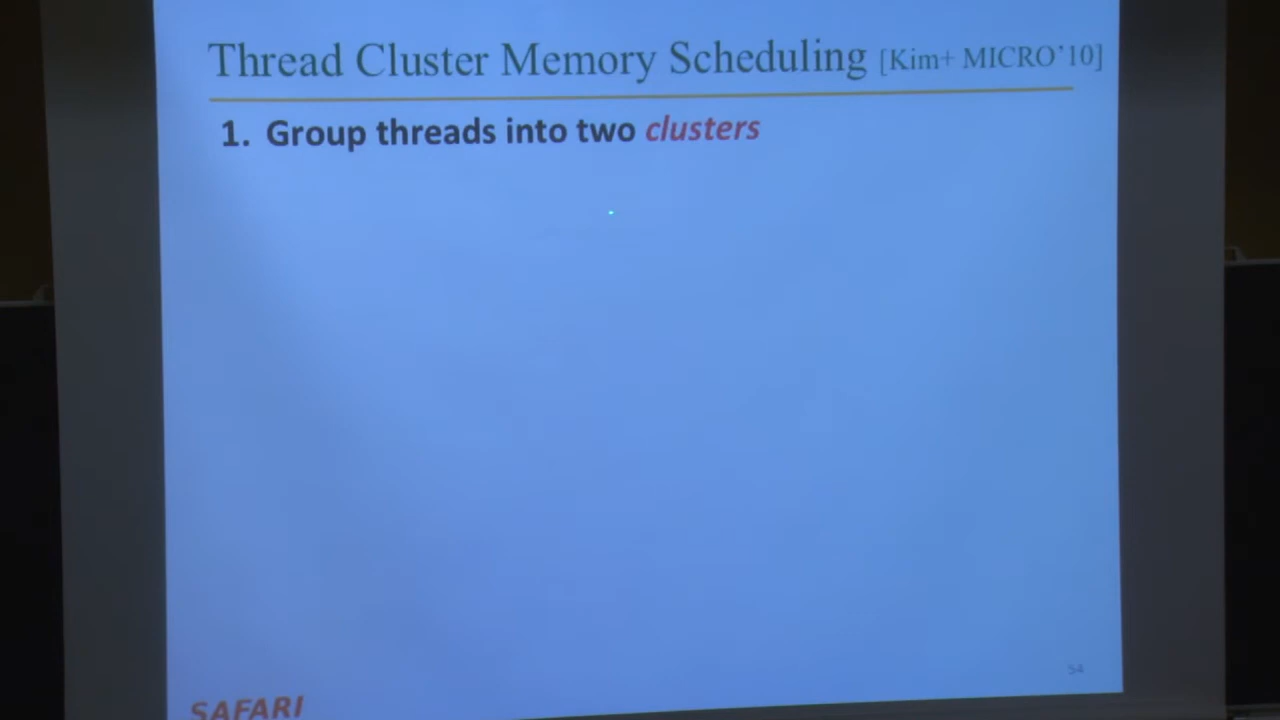 Thread Cluster Memory Scheduling [Kim+ MICRO'10]
1. Group threads into two clusters
54
SAFARI